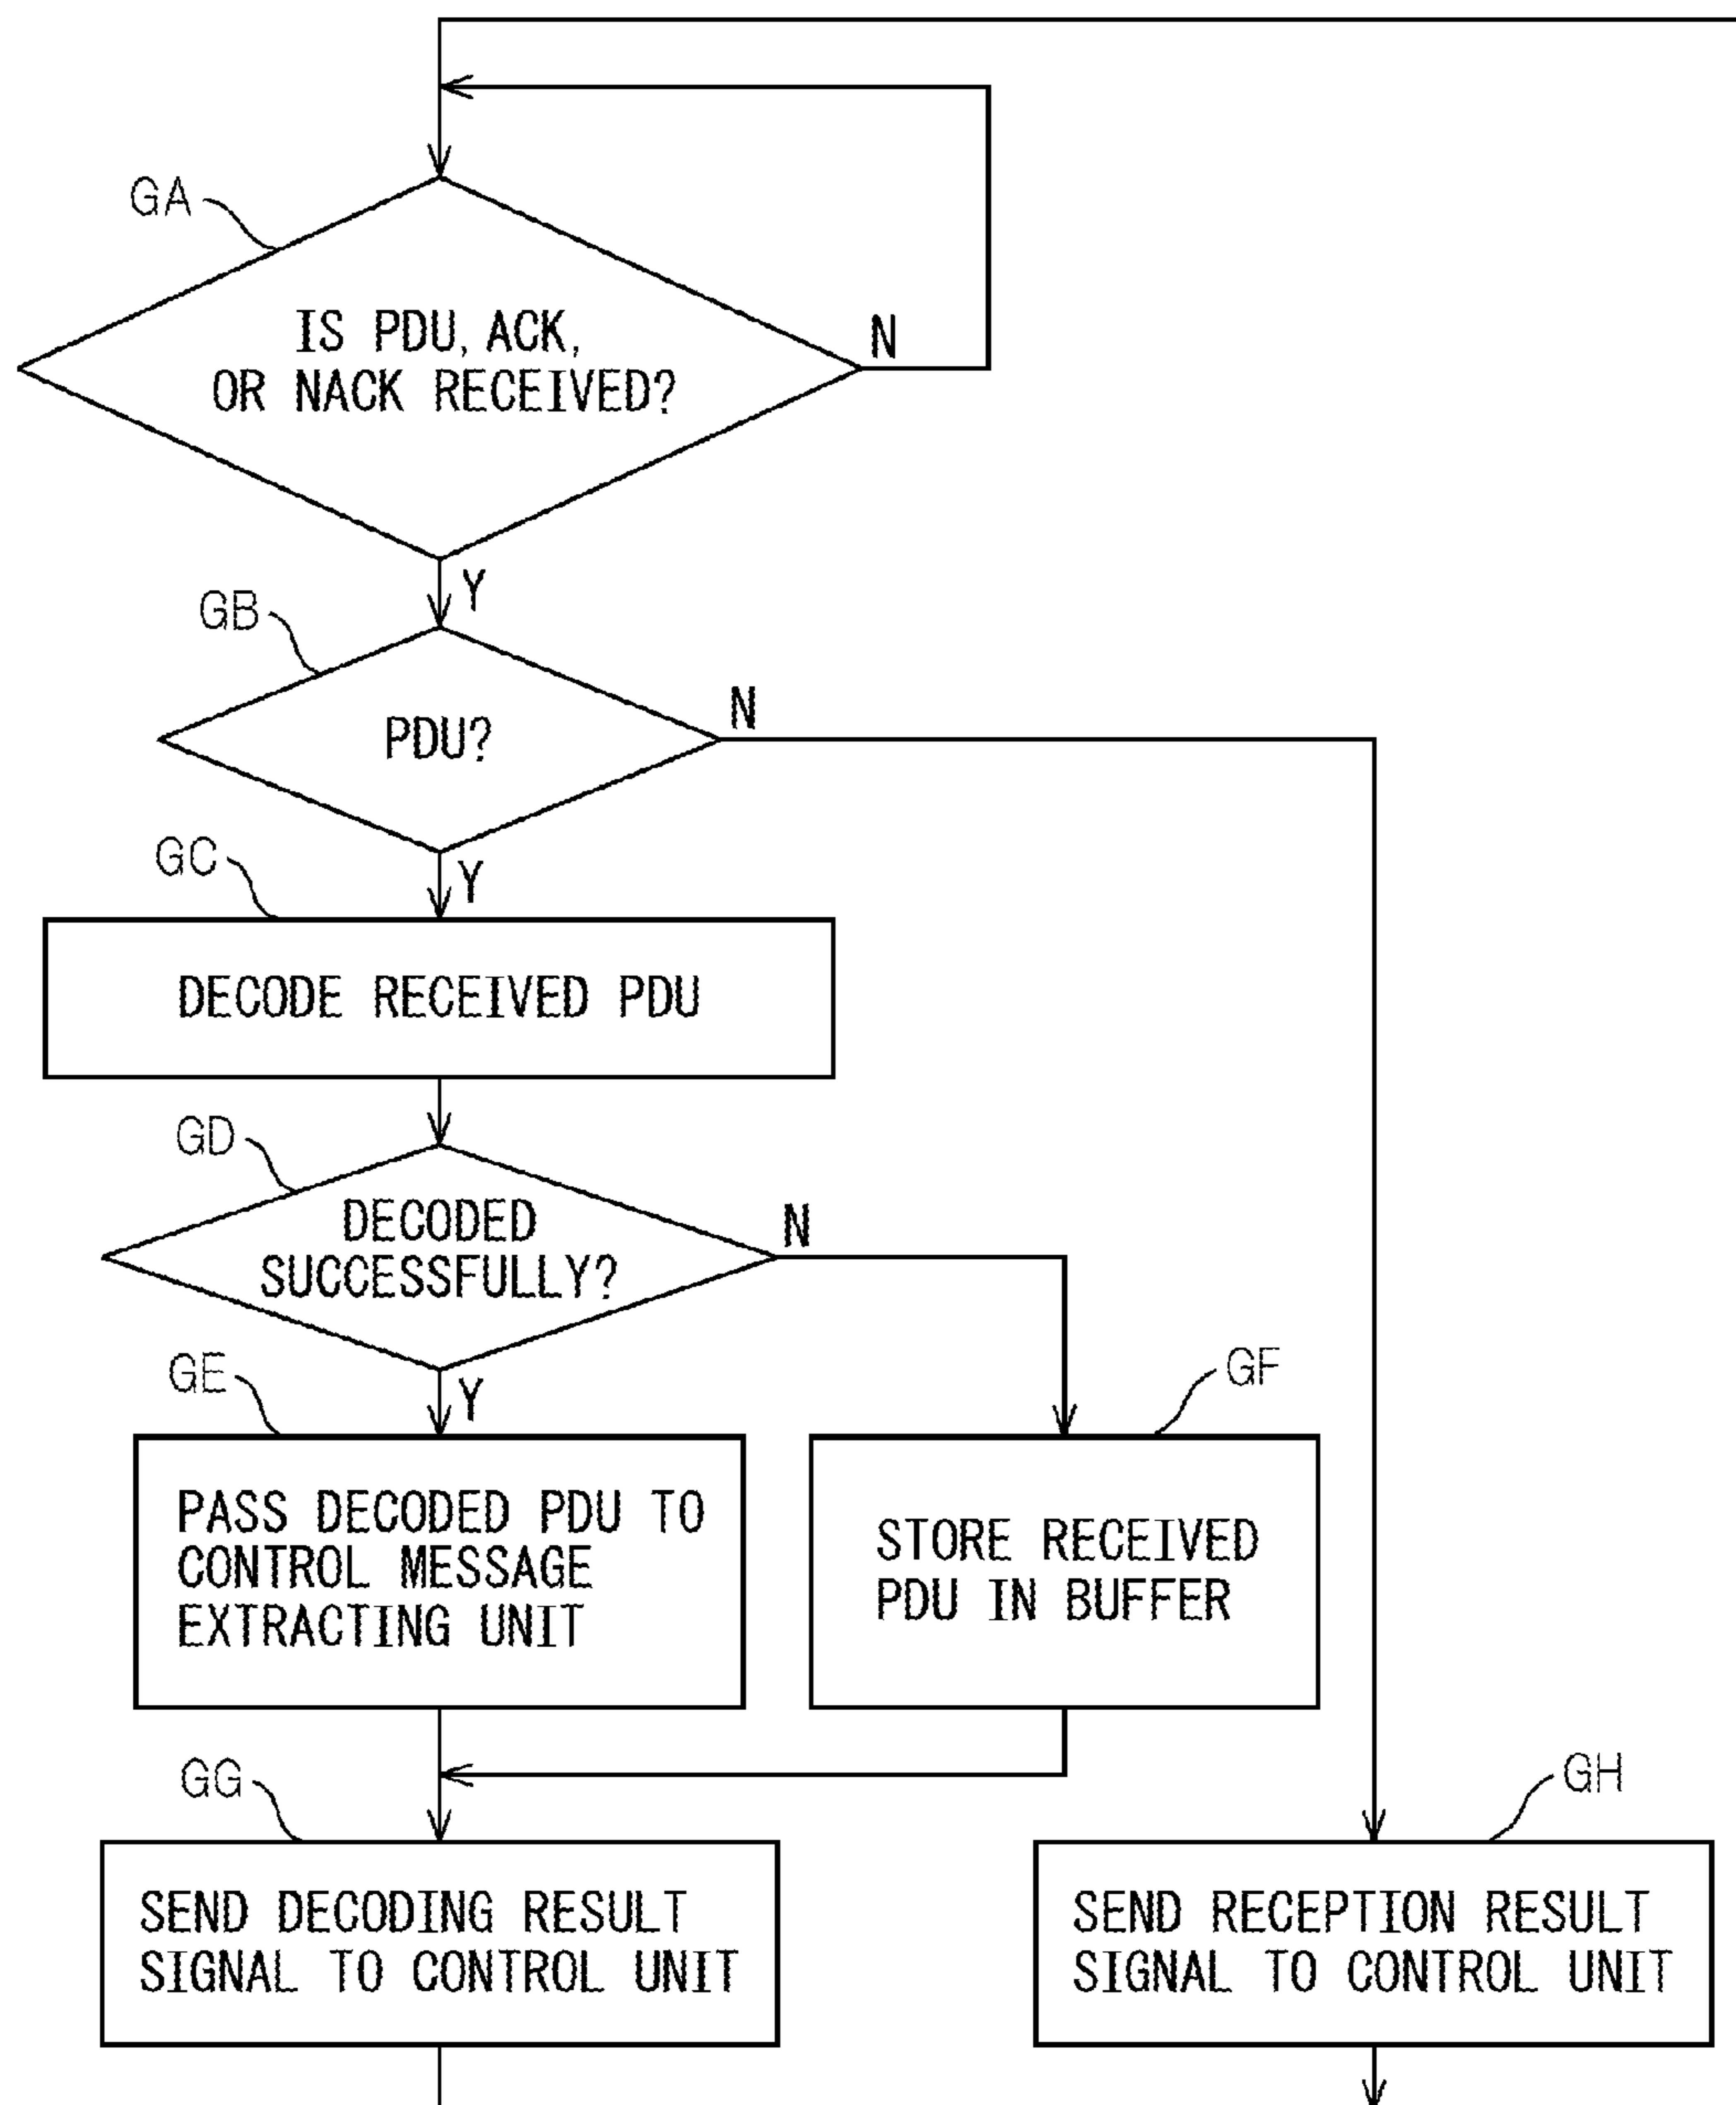 GA
IS PDU, ACK,
OR NACK RECEIVED?
N
Y
GB
PDU?
N
Y
GC
DECODE RECEIVED PDU
GD
DECODED
SUCCESSFULLY?
N
Y
GE
PASS DECODED PDU TO
CONTROL MESSAGE
EXTRACTING UNIT
GF
STORE RECEIVED
PDU IN BUFFER
GG
SEND DECODING RESULT
SIGNAL TO CONTROL UNIT
GH
SEND RECEPTION RESULT
SIGNAL TO CONTROL UNIT